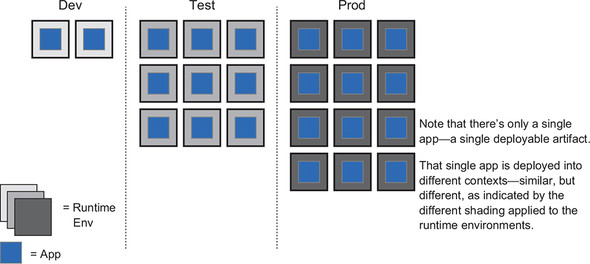 Dev
Test
Prod
Note that there's only a single
app—a single deployable artifact.
That single app is deployed into
different contexts—similar, but
different, as indicated by the
different shading applied to the
runtime environments.
= Runtime
Env
= App